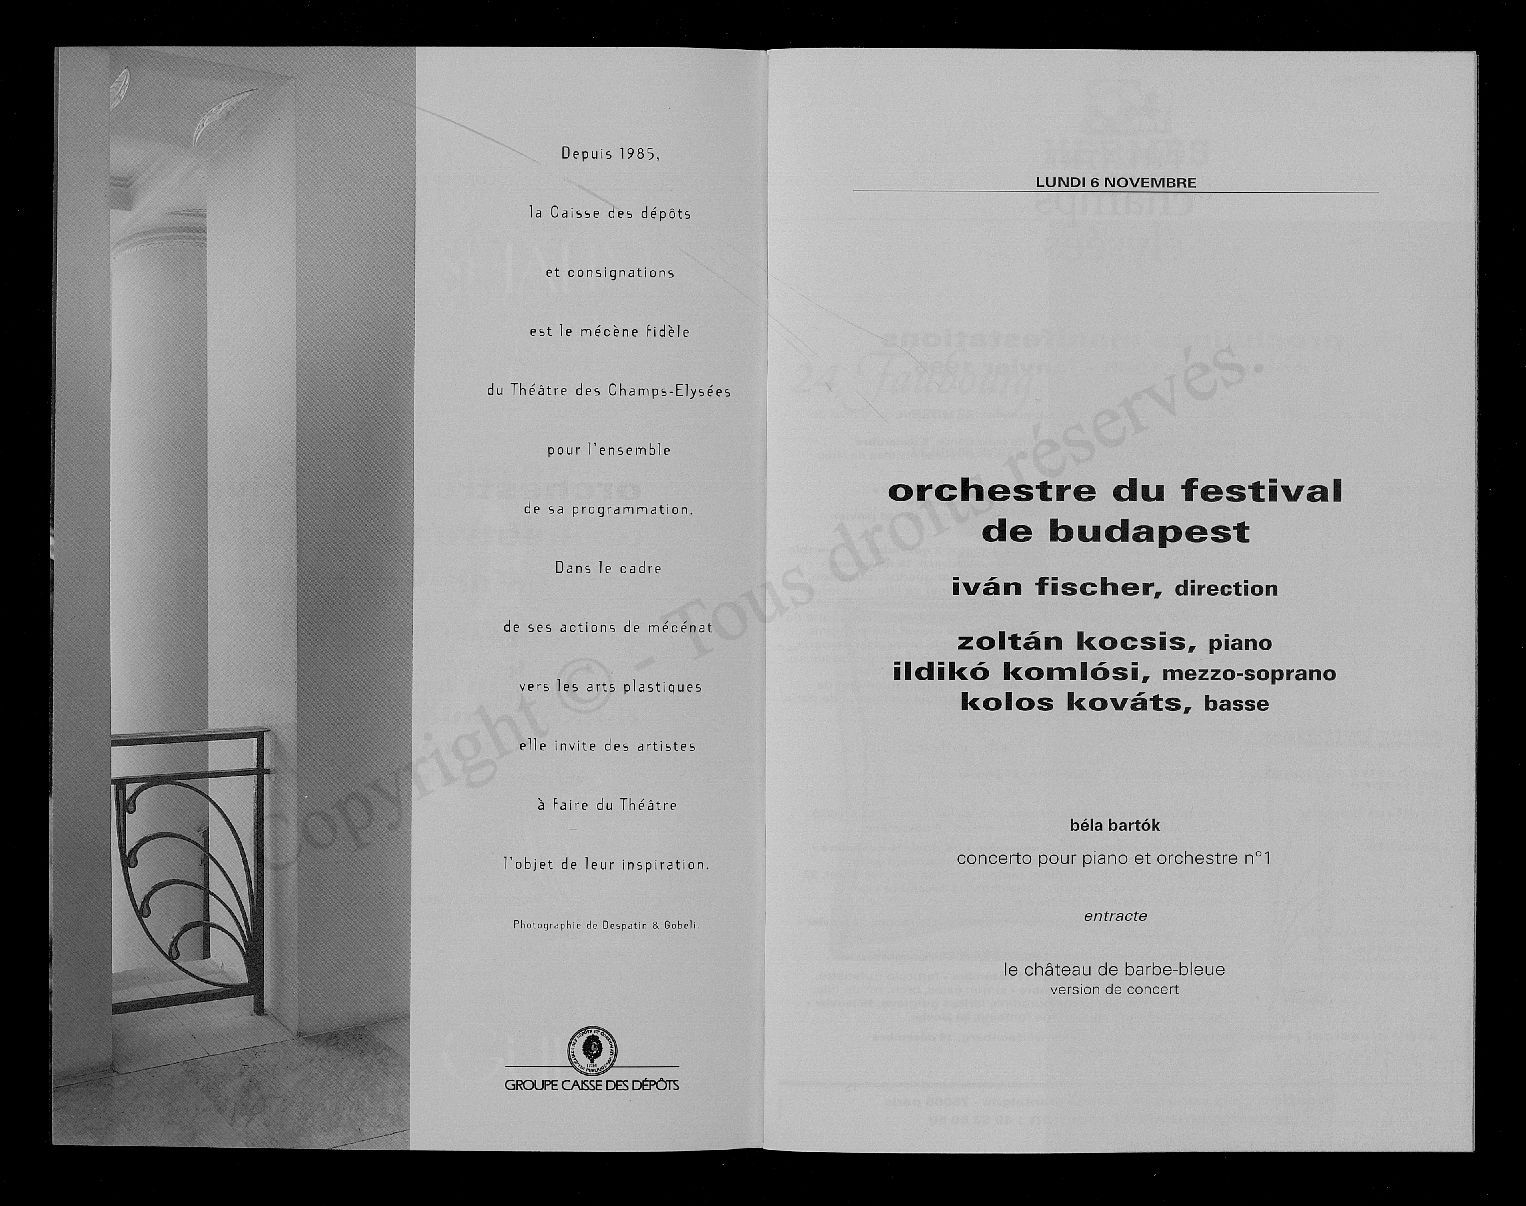 Depuis 1985,
la Caisse des dépôts
et consignations
est le mécène fidèle
du Théâtre des Champs-Elysées
pour l'ensemble
de sa programmation.
Dans le cadre
de ses actions de mécénat
vers les arts plastiques
elle invite des artistes
à faire du Théâtre
l'objet de leur inspiration.
Photographie de Despatin & Gobeli.
GROUPE CAISSE DES DÉPÔTS
LUNDI 6 NOVEMBRE
orchestre du festival
de budapest
iván fischer, direction
zoltán kocsis, piano
ildikó komlósi, mezzo-soprano
kolos kováts, basse
béla bartók
concerto pour piano et orchestre n°1
entracte
le château de barbe-bleue
version de concert
Copyright © - Tous droits réservés.